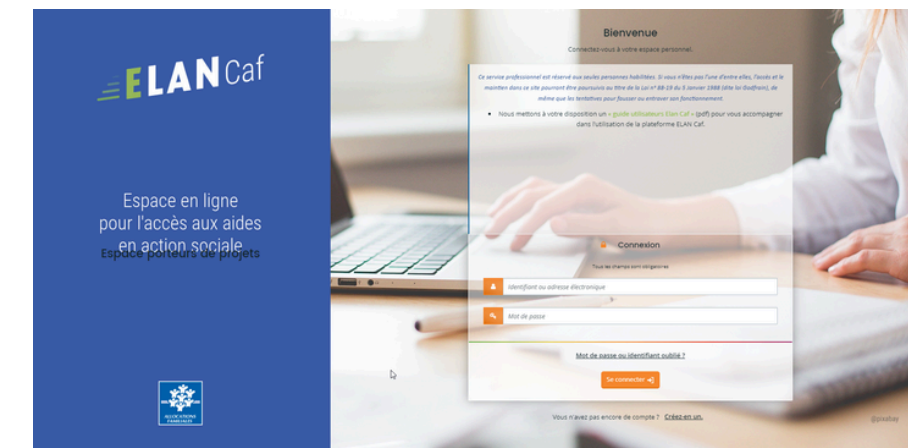 ELAN Caf
Espace en ligne
pour l'accès aux aides
en action sociale
Espace porteurs de projets
ALLOCATIONS
FAMILIALES
Bienvenue
Connectez-vous à votre espace personnel.
Ce service professionnel est réservé aux seules personnes habilitées. Si vous n'êtes pas l'une d'entre elles, l'accès et le
maintien dans ce site pourront être poursuivis au titre de la Loi n° 88-19 du 5 Janvier 1988 (dite loi Godfrain), de
même que les tentatives pour fausser ou entraver son fonctionnement.
• Nous mettons à votre disposition un « guide utilisateurs Elan Caf » (pdf) pour vous accompagner
dans l'utilisation de la plateforme ELAN Caf.
Connexion
Tous les champs sont obligatoires
Identifiant ou adresse électronique
Mot de passe
Mot de passe ou identifiant oublié ?
Se connecter
Vous n'avez pas encore de compte ? Créez-en un.
@pixabay